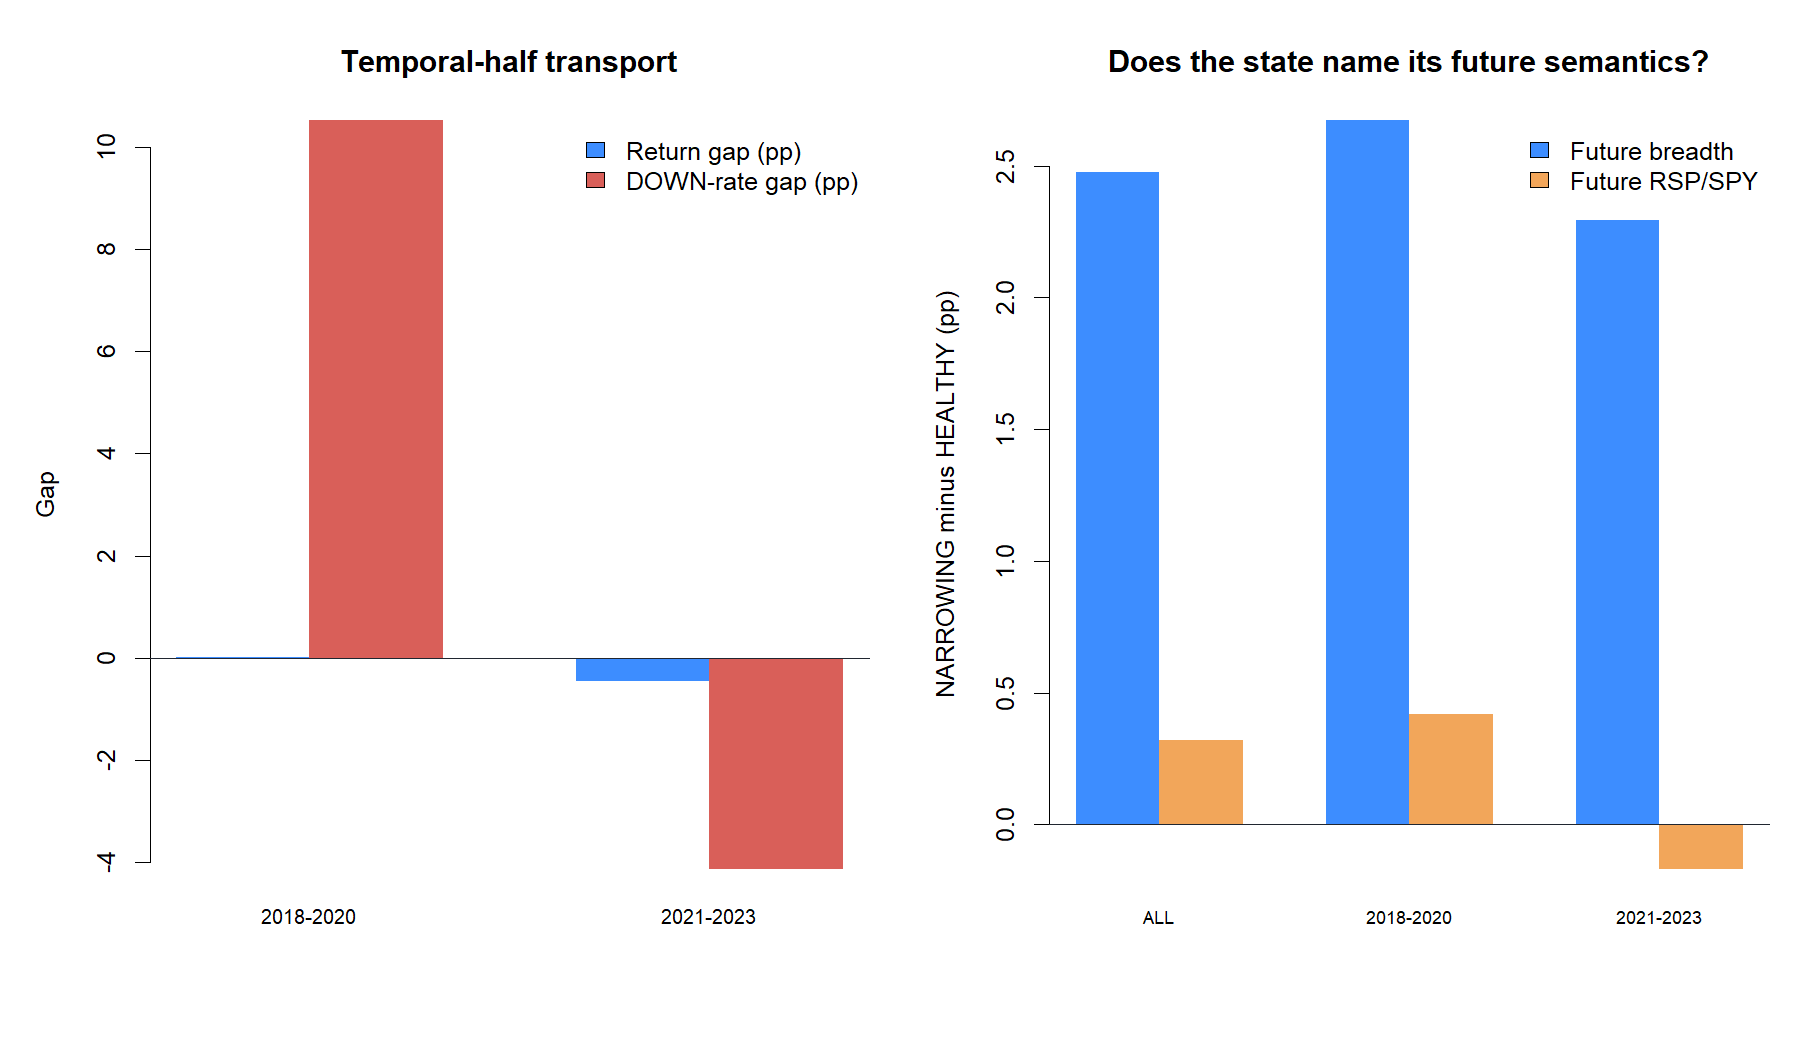 Temporal-half transport
Return gap (pp)
DOWN-rate gap (pp)
Gap
10
8
6
4
2
0
-2
-4
2018-2020
2021-2023
Does the state name its future semantics?
Future breadth
Future RSP/SPY
NARROWING minus HEALTHY (pp)
2.5
2.0
1.5
1.0
0.5
0.0
ALL
2018-2020
2021-2023